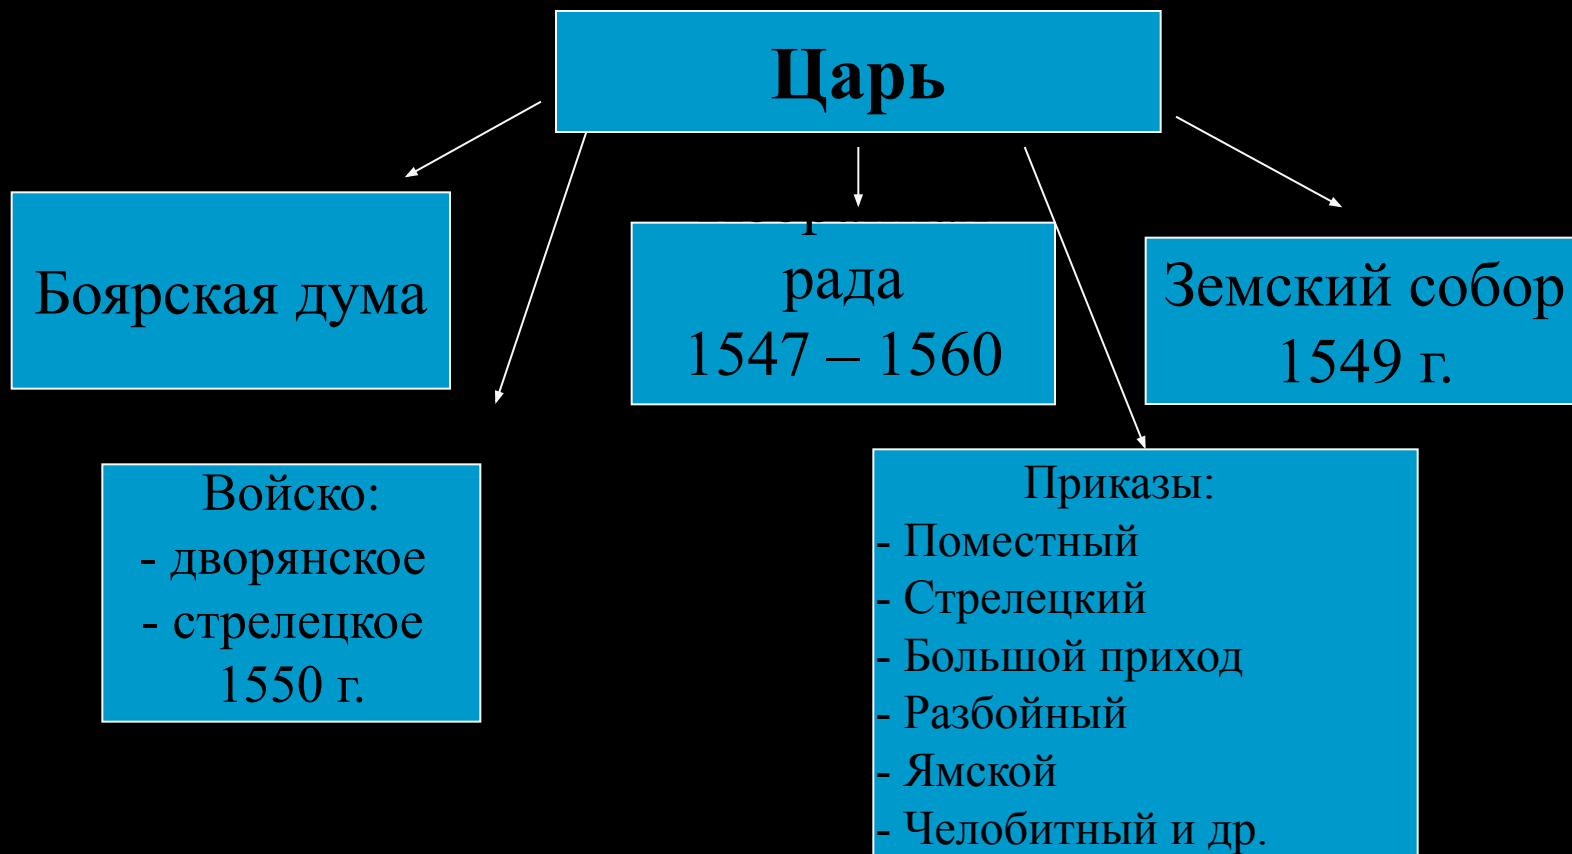 Царь
Боярская дума
рада
1547 – 1560
Земский собор
1549 г.
Войско:
- дворянское
- стрелецкое
1550 г.
Приказы:
- Поместный
- Стрелецкий
- Большой приход
- Разбойный
- Ямской
- Челобитный и др.